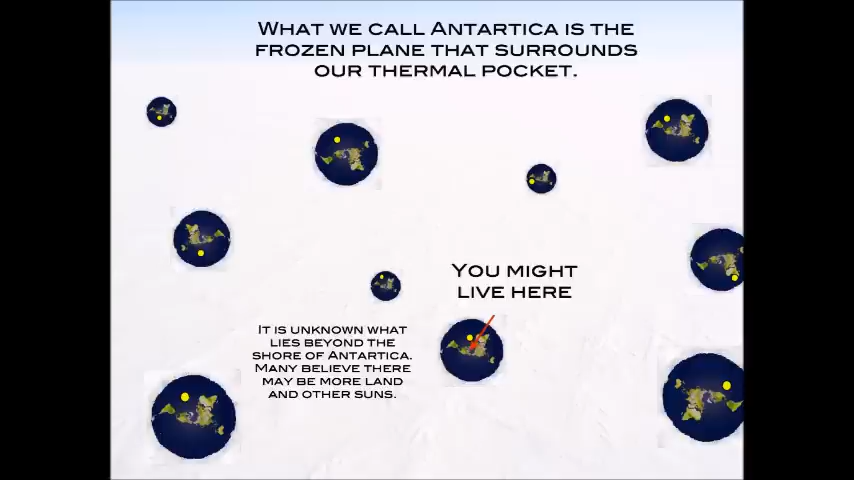 What we call Antartica is the
frozen plane that surrounds
our thermal pocket.
You might
live here
It is unknown what
lies beyond the
shore of Antartica.
Many believe there
may be more land
and other suns.